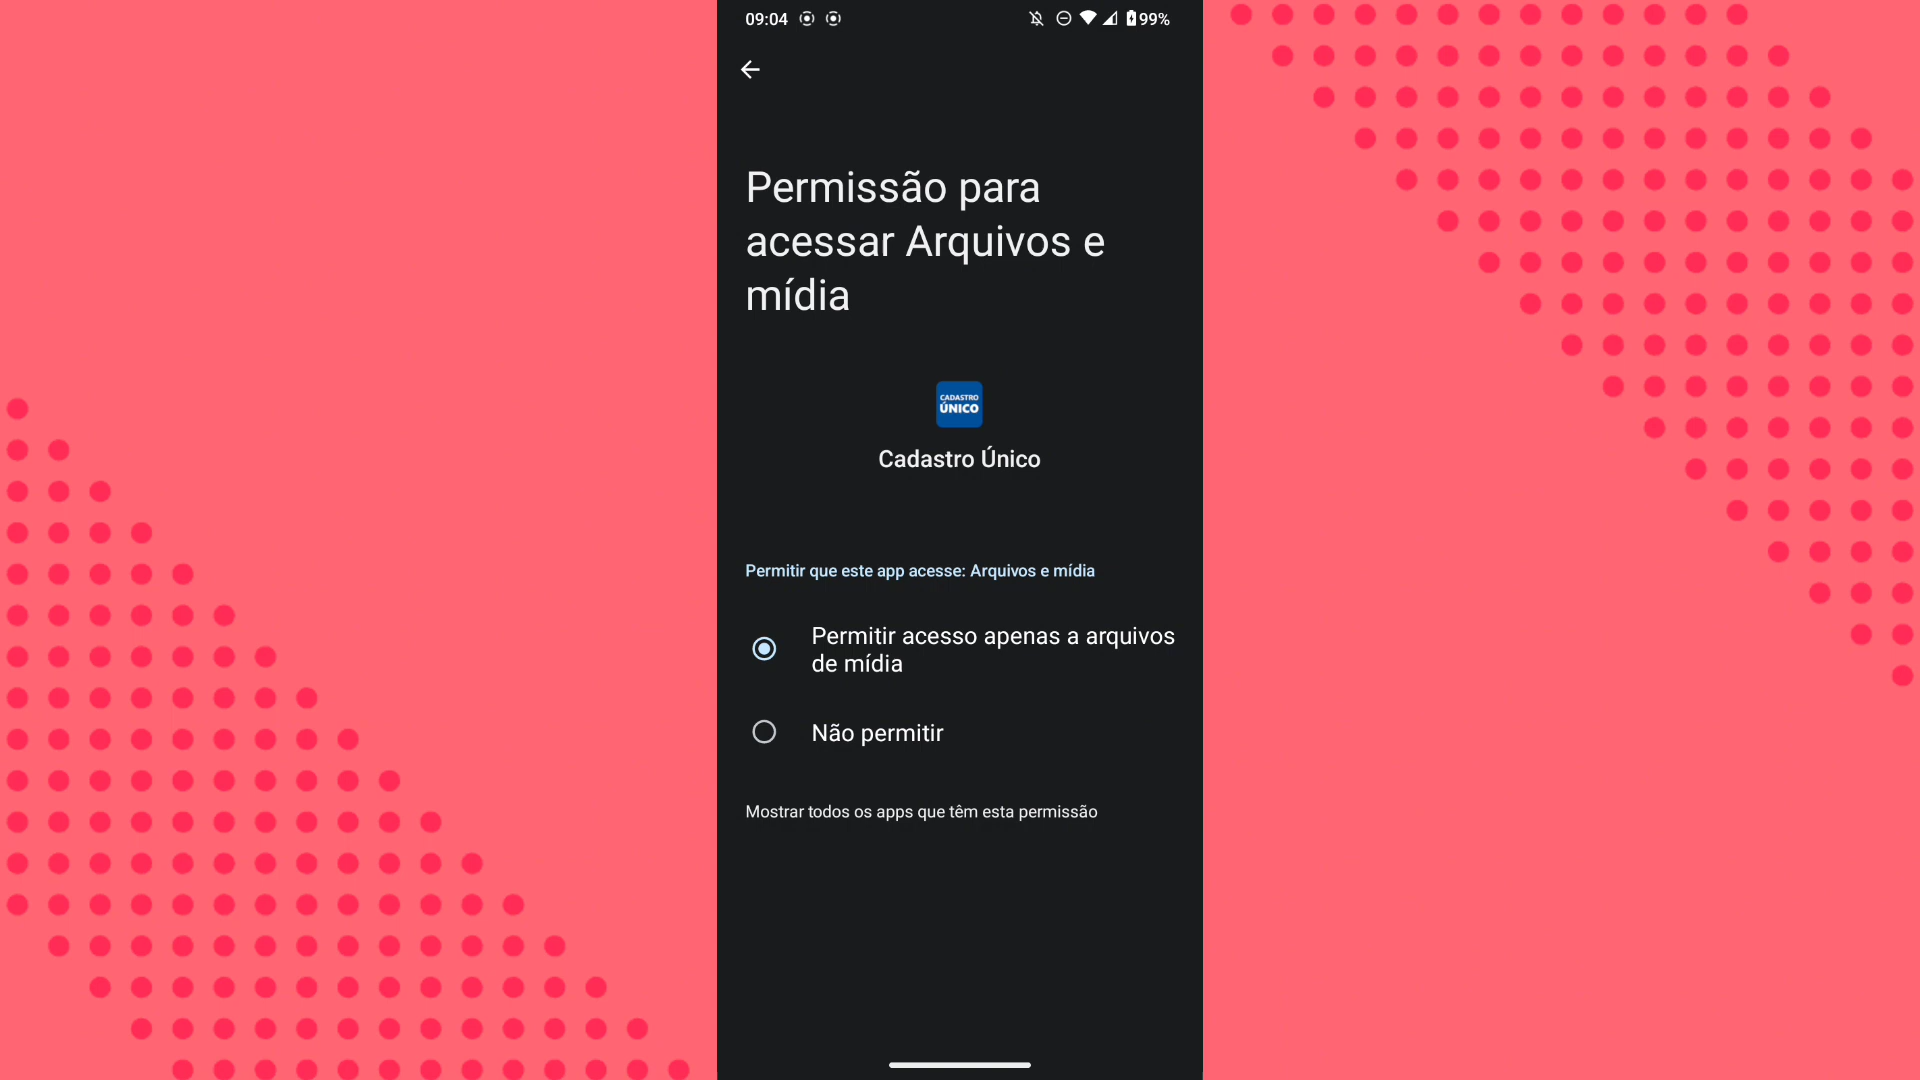 09:04
99%
Permissão para
acessar Arquivos e
mídia
CADASTRO
ÚNICO
Cadastro Único
Permitir que este app acesse: Arquivos e mídia
Permitir acesso apenas a arquivos
de mídia
Não permitir
Mostrar todos os apps que têm esta permissão